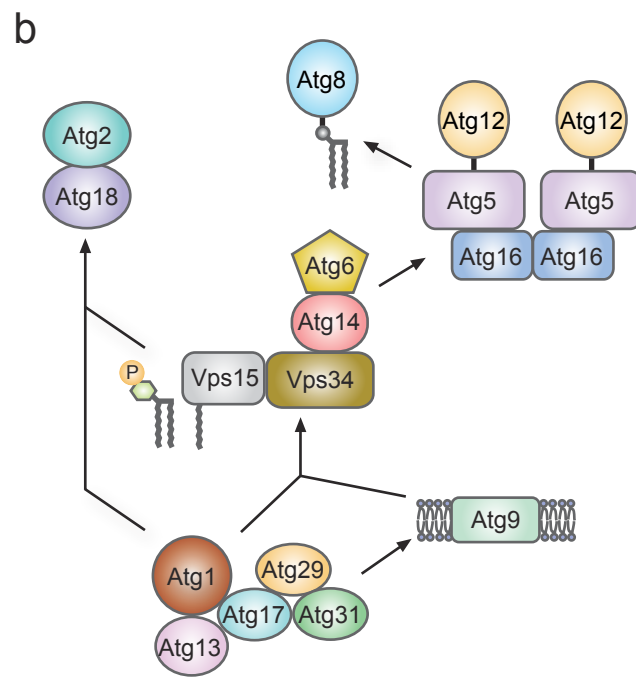 b
Atg8
Atg12
Atg12
Atg2
Atg18
Atg5
Atg5
Atg16
Atg16
Atg6
Atg14
P
Vps15
Vps34
Atg9
Atg1
Atg29
Atg17
Atg31
Atg13